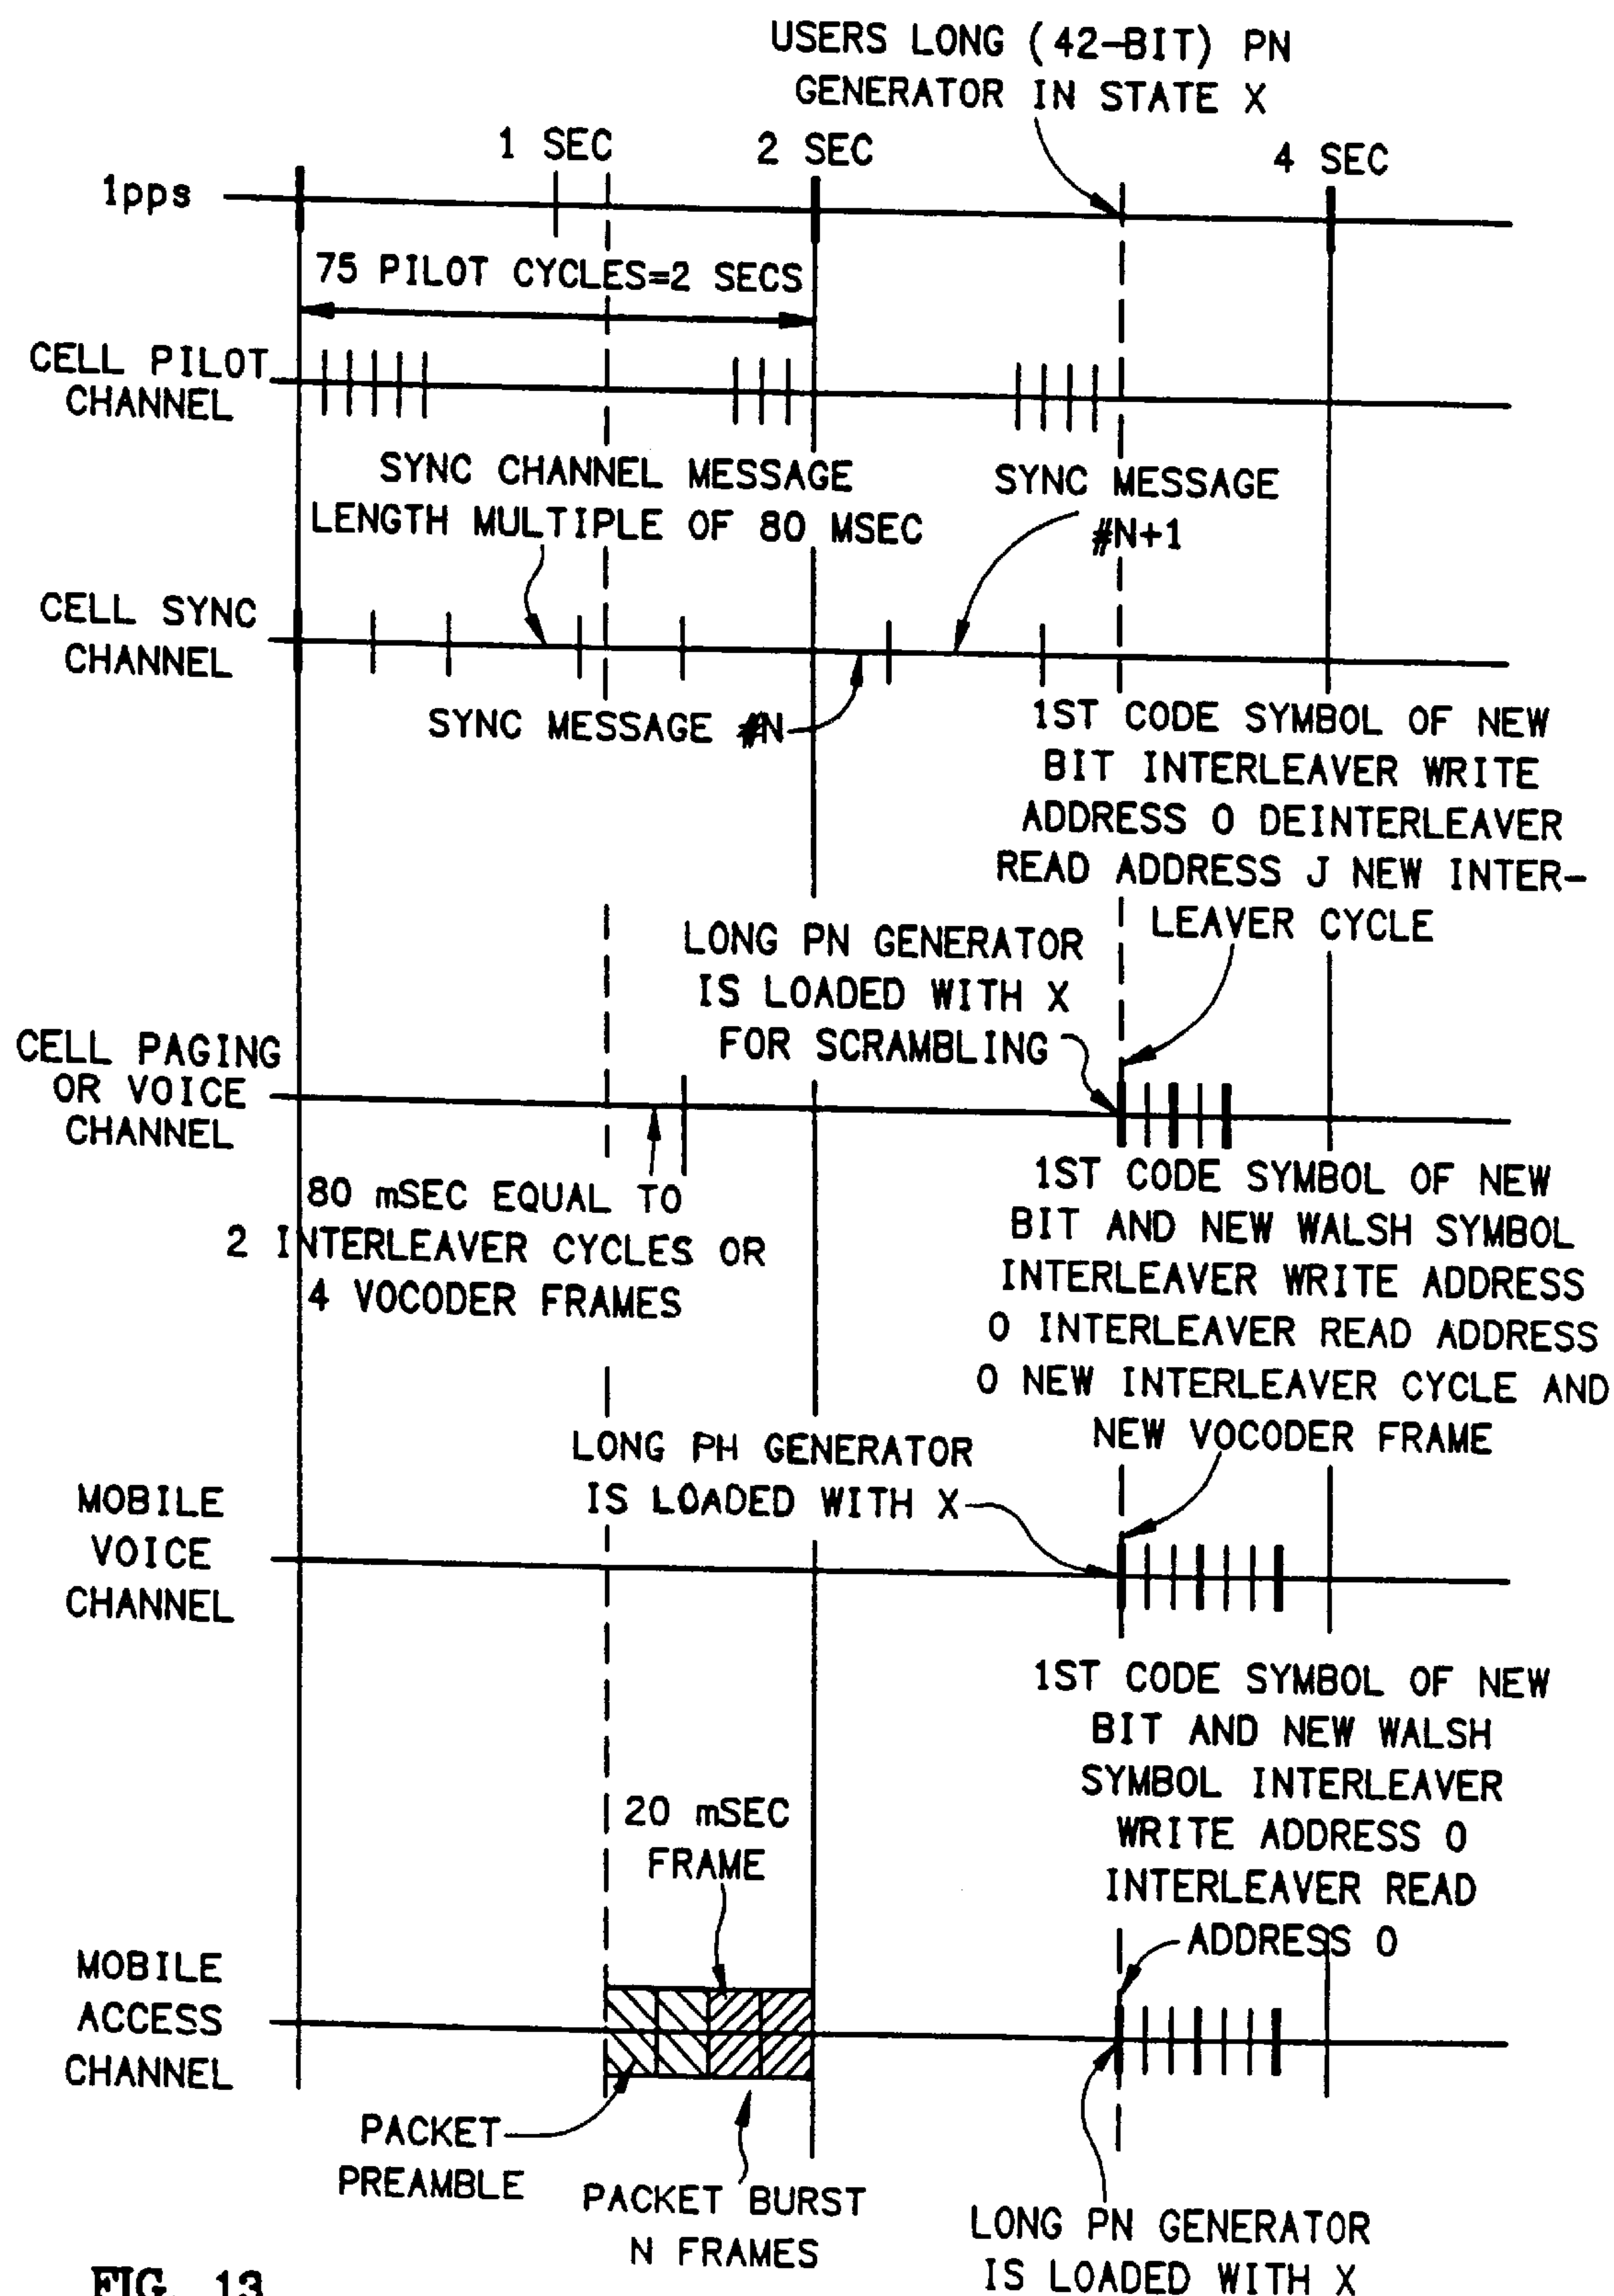 USERS LONG (42-BIT) PN
GENERATOR IN STATE X
1 SEC
2 SEC
4 SEC
1pps
75 PILOT CYCLES=2 SECS
CELL PILOT
CHANNEL
SYNC CHANNEL MESSAGE
LENGTH MULTIPLE OF 80 MSEC
SYNC MESSAGE
#N+1
CELL SYNC
CHANNEL
SYNC MESSAGE #N
1ST CODE SYMBOL OF NEW
BIT INTERLEAVER WRITE
ADDRESS 0 DEINTERLEAVER
READ ADDRESS J NEW INTER-
LEAVER CYCLE
LONG PN GENERATOR
IS LOADED WITH X
FOR SCRAMBLING
CELL PAGING
OR VOICE
CHANNEL
80 mSEC EQUAL TO
2 INTERLEAVER CYCLES OR
4 VOCODER FRAMES
1ST CODE SYMBOL OF NEW
BIT AND NEW WALSH SYMBOL
INTERLEAVER WRITE ADDRESS
0 INTERLEAVER READ ADDRESS
0 NEW INTERLEAVER CYCLE AND
NEW VOCODER FRAME
LONG PH GENERATOR
IS LOADED WITH X
MOBILE
VOICE
CHANNEL
1ST CODE SYMBOL OF NEW
BIT AND NEW WALSH
SYMBOL INTERLEAVER
WRITE ADDRESS 0
INTERLEAVER READ
ADDRESS 0
20 mSEC
FRAME
MOBILE
ACCESS
CHANNEL
PACKET
PREAMBLE
PACKET BURST
N FRAMES
LONG PN GENERATOR
IS LOADED WITH X
FIG. 13